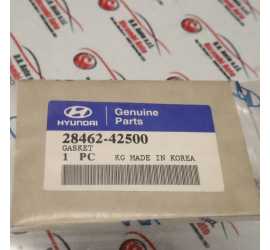 HYUNDAI
Genuine
Parts
28462-42500
GASKET
1 PC KG MADE IN KOREA